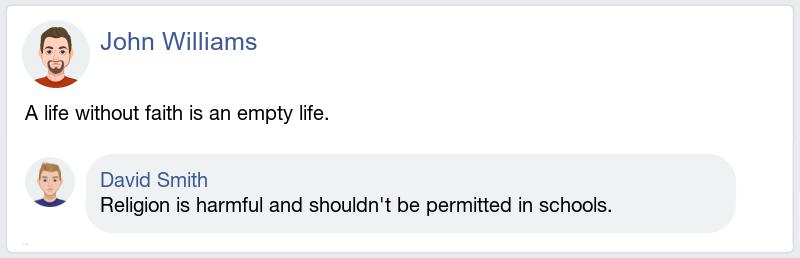 John Williams
A life without faith is an empty life.
David Smith
Religion is harmful and shouldn't be permitted in schools.